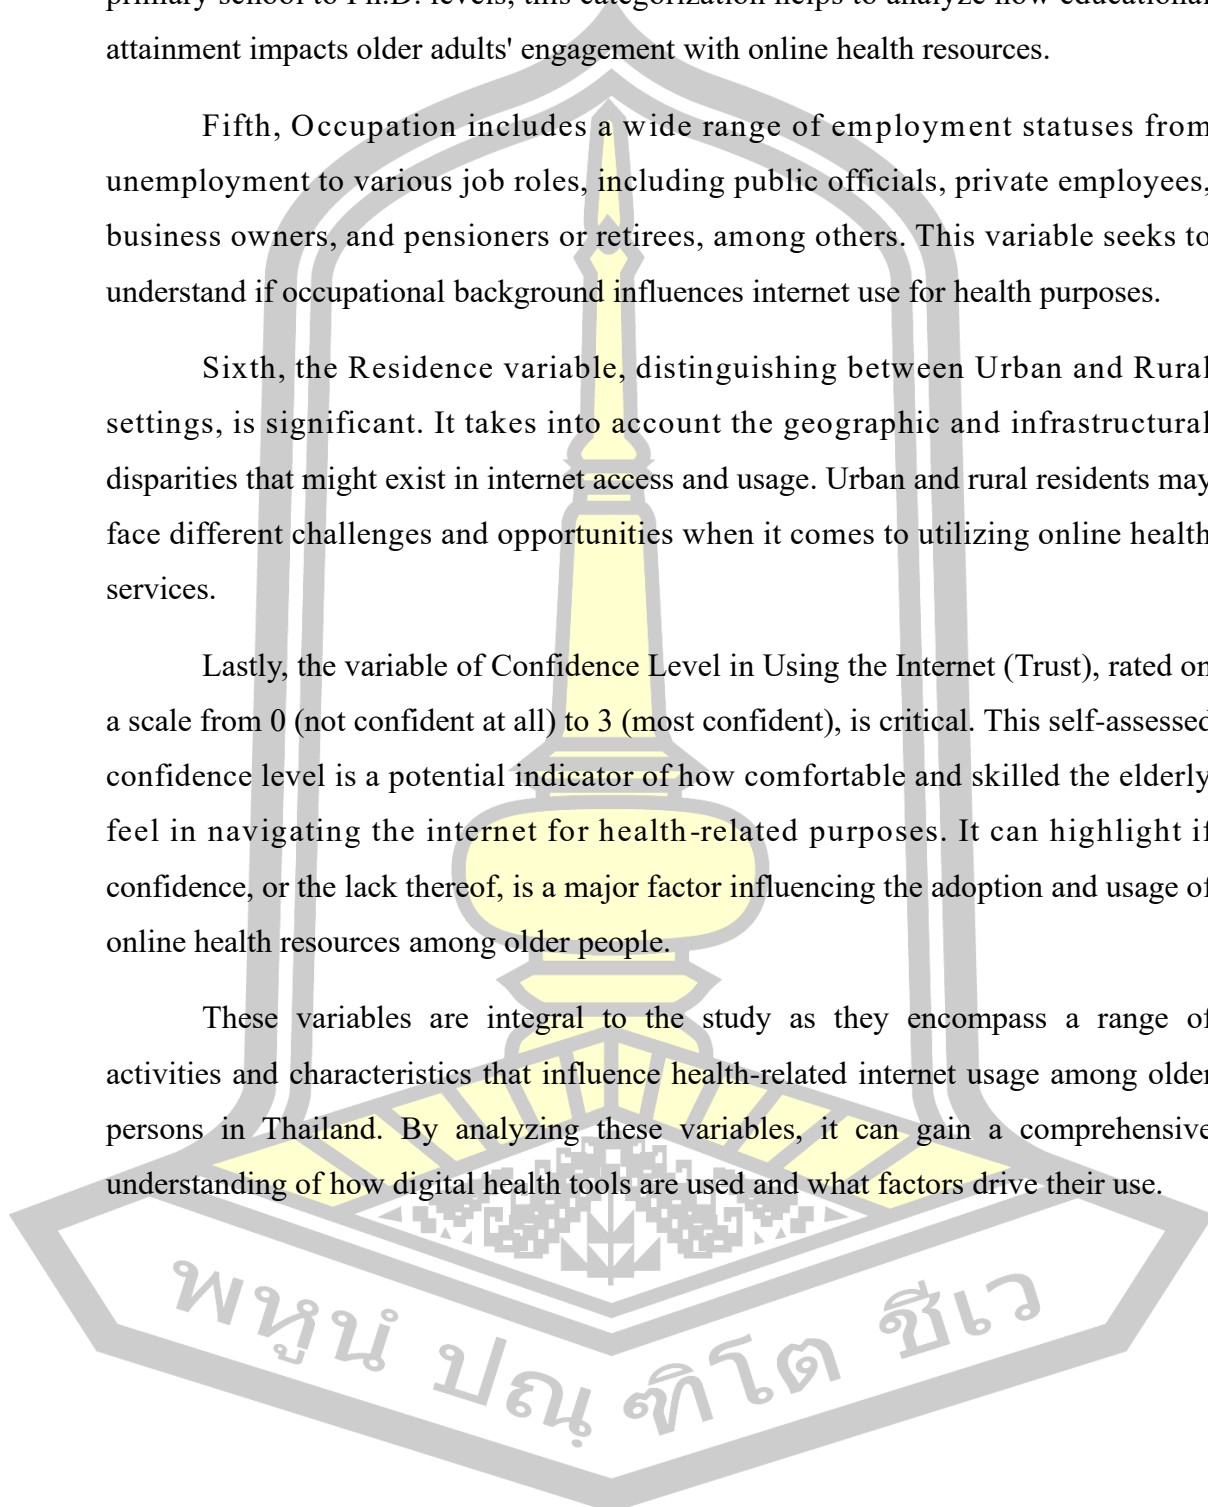 primary school to Ph.D. levels, this categorization helps to analyze how educational
attainment impacts older adults' engagement with online health resources.
Fifth, Occupation includes a wide range of employment statuses from
unemployment to various job roles, including public officials, private employees,
business owners, and pensioners or retirees, among others. This variable seeks to
understand if occupational background influences internet use for health purposes.
Sixth, the Residence variable, distinguishing between Urban and Rural
settings, is significant. It takes into account the geographic and infrastructural
disparities that might exist in internet access and usage. Urban and rural residents may
face different challenges and opportunities when it comes to utilizing online health
services.
Lastly, the variable of Confidence Level in Using the Internet (Trust), rated on
a scale from 0 (not confident at all) to 3 (most confident), is critical. This self-assessed
confidence level is a potential indicator of how comfortable and skilled the elderly
feel in navigating the internet for health-related purposes. It can highlight if
confidence, or the lack thereof, is a major factor influencing the adoption and usage of
online health resources among older people.
These variables are integral to the study as they encompass a range of
activities and characteristics that influence health-related internet usage among older
persons in Thailand. By analyzing these variables, it can gain a comprehensive
understanding of how digital health tools are used and what factors drive their use.
พหูนํ ปณฺฑิโต ชีเว